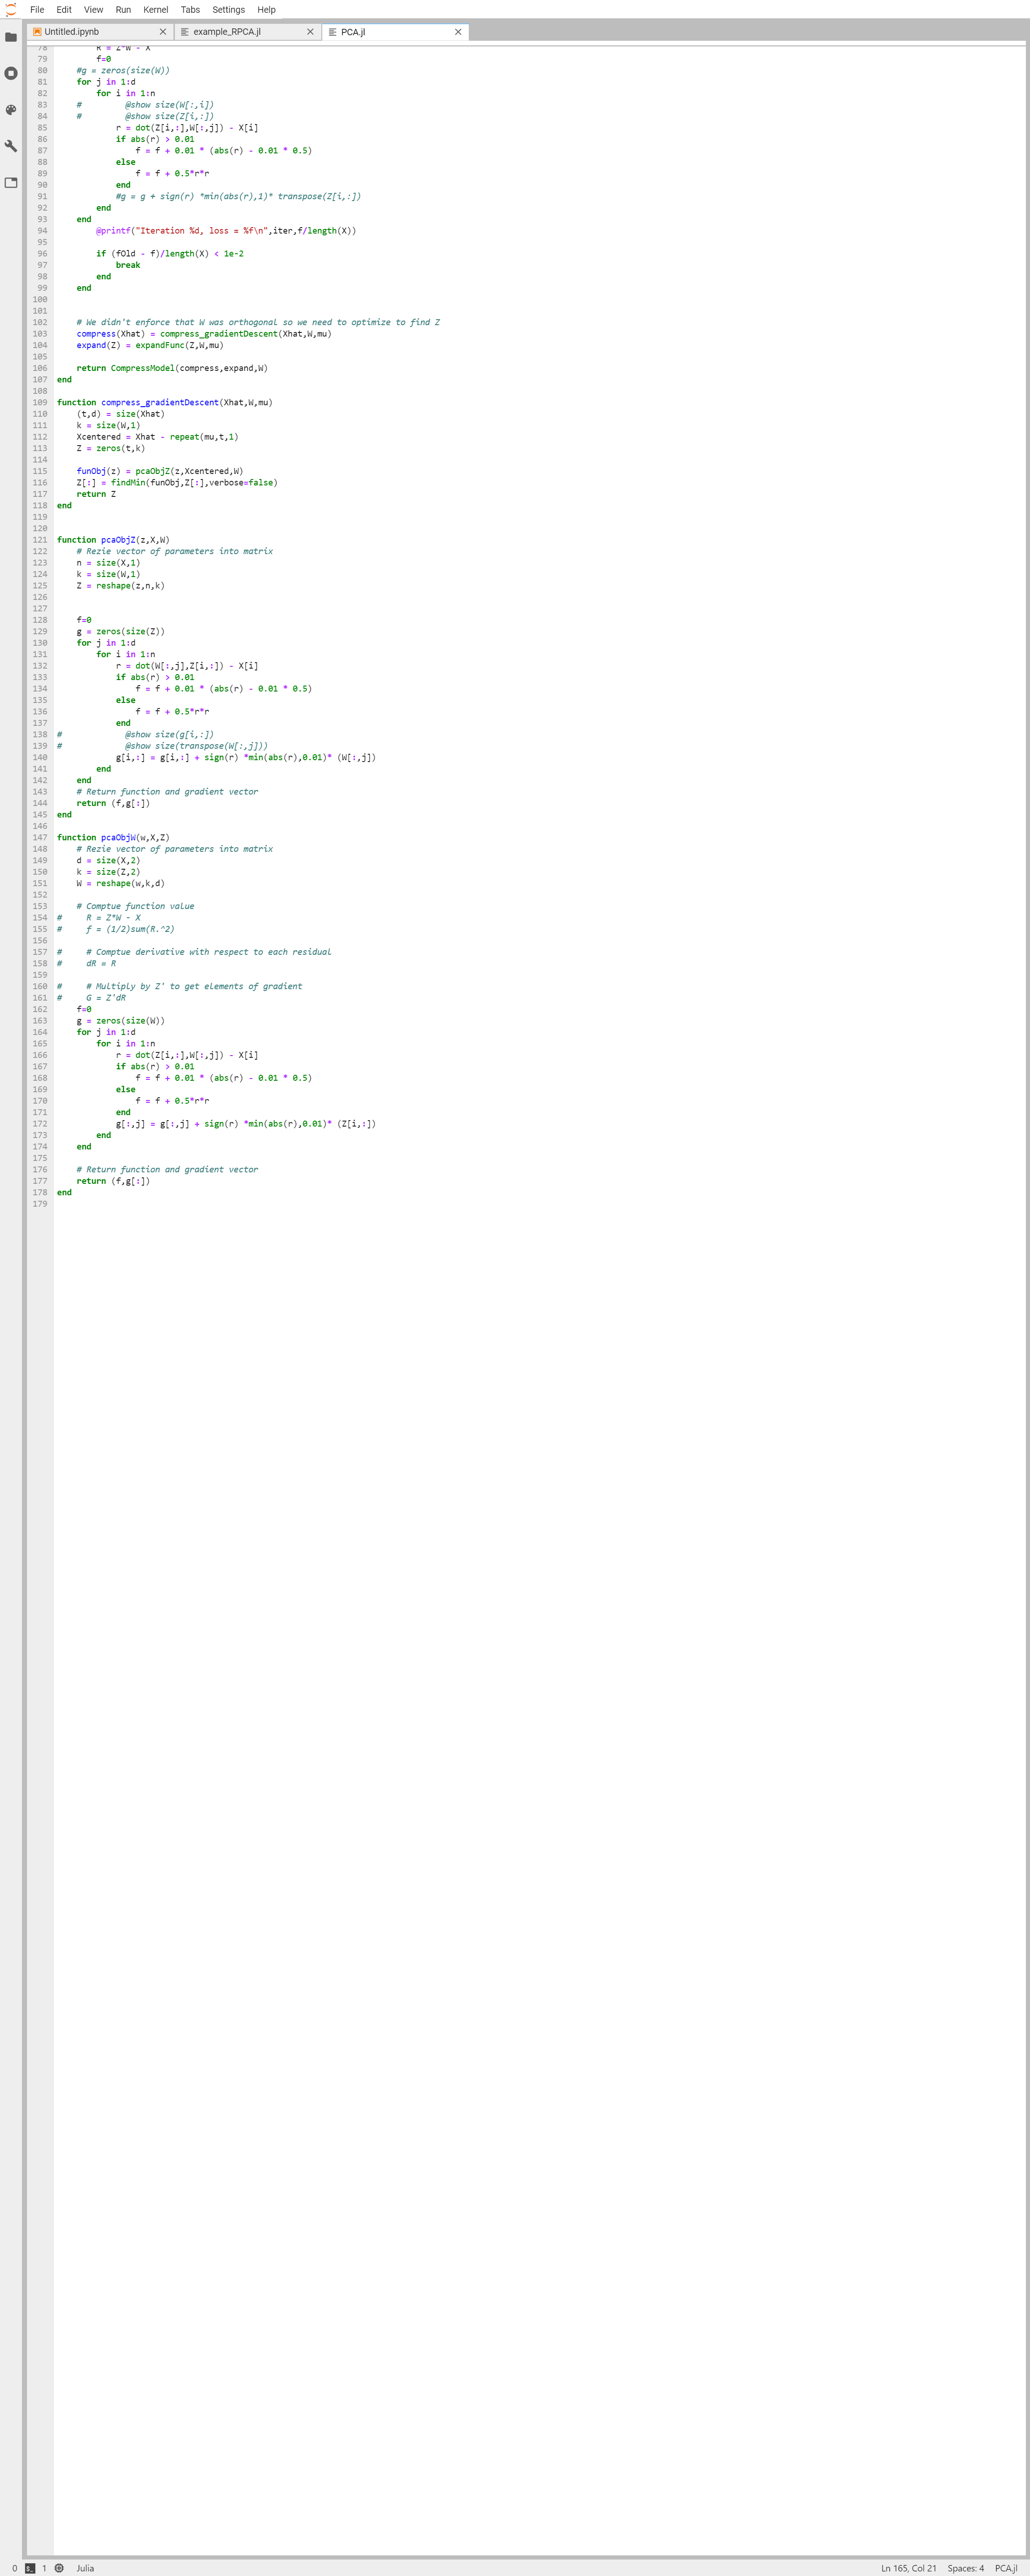 File Edit View Run Kernel Tabs Settings Help
Untitled.ipynb example_RPCA.jl PCA.jl
78 R = Z*W - X
79 f=0
80 #g = zeros(size(W))
81 for j in 1:d
82 for i in 1:n
83 # @show size(W[:,i])
84 # @show size(Z[i,:])
85 r = dot(Z[i,:],W[:,j]) - X[i]
86 if abs(r) > 0.01
87 f = f + 0.01 * (abs(r) - 0.01 * 0.5)
88 else
89 f = f + 0.5*r*r
90 end
91 #g = g + sign(r) *min(abs(r),1)* transpose(Z[i,:])
92 end
93 end
94 @printf("Iteration %d, loss = %f\n",iter,f/length(X))
95
96 if (fOld - f)/length(X) < 1e-2
97 break
98 end
99 end
100
101
102 # We didn't enforce that W was orthogonal so we need to optimize to find Z
103 compress(Xhat) = compress_gradientDescent(Xhat,W,mu)
104 expand(Z) = expandFunc(Z,W,mu)
105
106 return CompressModel(compress,expand,W)
107 end
108
109 function compress_gradientDescent(Xhat,W,mu)
110 (t,d) = size(Xhat)
111 k = size(W,1)
112 Xcentered = Xhat - repeat(mu,t,1)
113 Z = zeros(t,k)
114
115 funObj(z) = pcaObjZ(z,Xcentered,W)
116 Z[:] = findMin(funObj,Z[:],verbose=false)
117 return Z
118 end
119
120
121 function pcaObjZ(z,X,W)
122 # Rezie vector of parameters into matrix
123 n = size(X,1)
124 k = size(W,1)
125 Z = reshape(z,n,k)
126
127
128 f=0
129 g = zeros(size(Z))
130 for j in 1:d
131 for i in 1:n
132 r = dot(W[:,j],Z[i,:]) - X[i]
133 if abs(r) > 0.01
134 f = f + 0.01 * (abs(r) - 0.01 * 0.5)
135 else
136 f = f + 0.5*r*r
137 end
138 # @show size(g[i,:])
139 # @show size(transpose(W[:,j]))
140 g[i,:] = g[i,:] + sign(r) *min(abs(r),0.01)* (W[:,j])
141 end
142 end
143 # Return function and gradient vector
144 return (f,g[:])
145 end
146
147 function pcaObjW(w,X,Z)
148 # Rezie vector of parameters into matrix
149 d = size(X,2)
150 k = size(Z,2)
151 W = reshape(w,k,d)
152
153 # Comptue function value
154 # R = Z*W - X
155 # f = (1/2)sum(R.^2)
156
157 # # Comptue derivative with respect to each residual
158 # dR = R
159
160 # # Multiply by Z' to get elements of gradient
161 # G = Z'dR
162 f=0
163 g = zeros(size(W))
164 for j in 1:d
165 for i in 1:n
166 r = dot(Z[i,:],W[:,j]) - X[i]
167 if abs(r) > 0.01
168 f = f + 0.01 * (abs(r) - 0.01 * 0.5)
169 else
170 f = f + 0.5*r*r
171 end
172 g[:,j] = g[:,j] + sign(r) *min(abs(r),0.01)* (Z[i,:])
173 end
174 end
175
176 # Return function and gradient vector
177 return (f,g[:])
178 end
179
0 1 Julia Ln 165, Col 21 Spaces: 4 PCA.jl